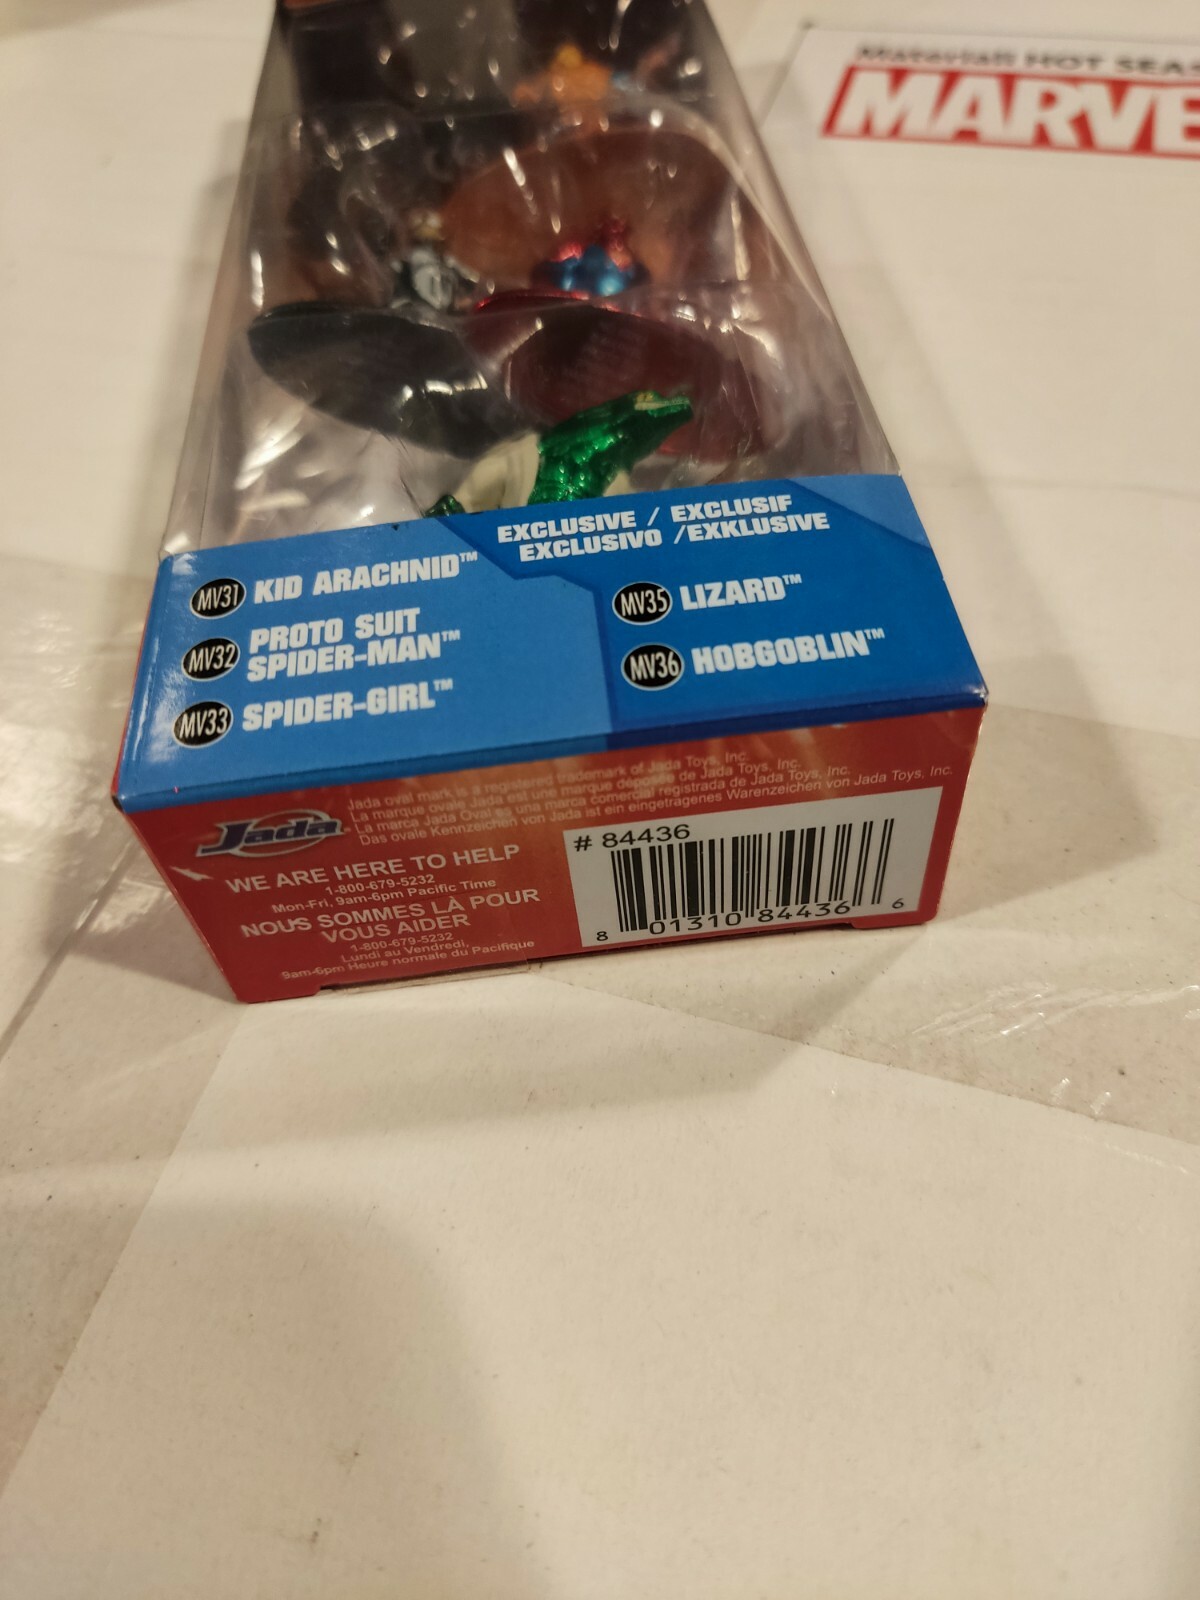 MARVE
EXCLUSIVE / EXCLUSIF
EXCLUSIVO /EXKLUSIVE
MV31 KID ARACHNID™
MV32 PROTO SUIT
SPIDER-MAN™
MV33 SPIDER-GIRL™
MV35 LIZARD™
MV36 HOBGOBLIN™
Jada oval mark is a registered trademark of Jada Toys, Inc.
La marque ovale Jada est une marque déposée de Jada Toys, Inc.
La marca Jada Oval es una marca comercial registrada de Jada Toys, Inc.
Das ovale Kennzeichen von Jada ist ein eingetragenes Warenzeichen von Jada Toys, Inc.
Jada
WE ARE HERE TO HELP
1-800-679-5232
Mon-Fri, 9am-6pm Pacific Time
NOUS SOMMES LÀ POUR
VOUS AIDER
1-800-679-5232
Lundi au Vendredi,
9am-6pm Heure normale du Pacifique
# 84436
8 01310 84436 6